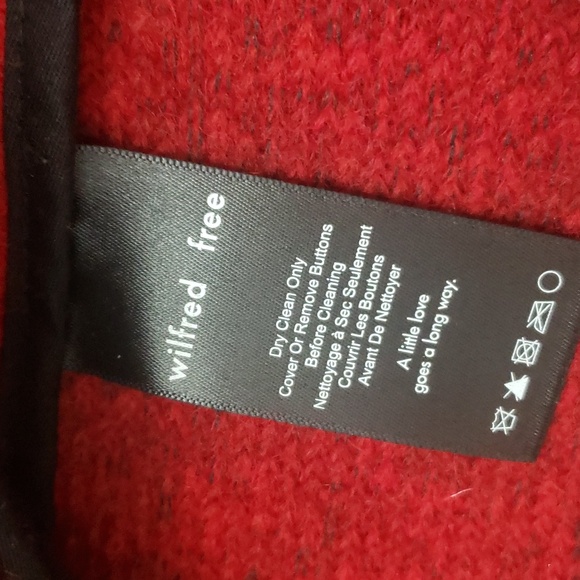 wilfred free
Dry Clean Only
Cover Or Remove Buttons
Before Cleaning
Nettoyage à Sec Seulement
Couvrir Les Boutons
Avant De Nettoyer
A little love
goes a long way.